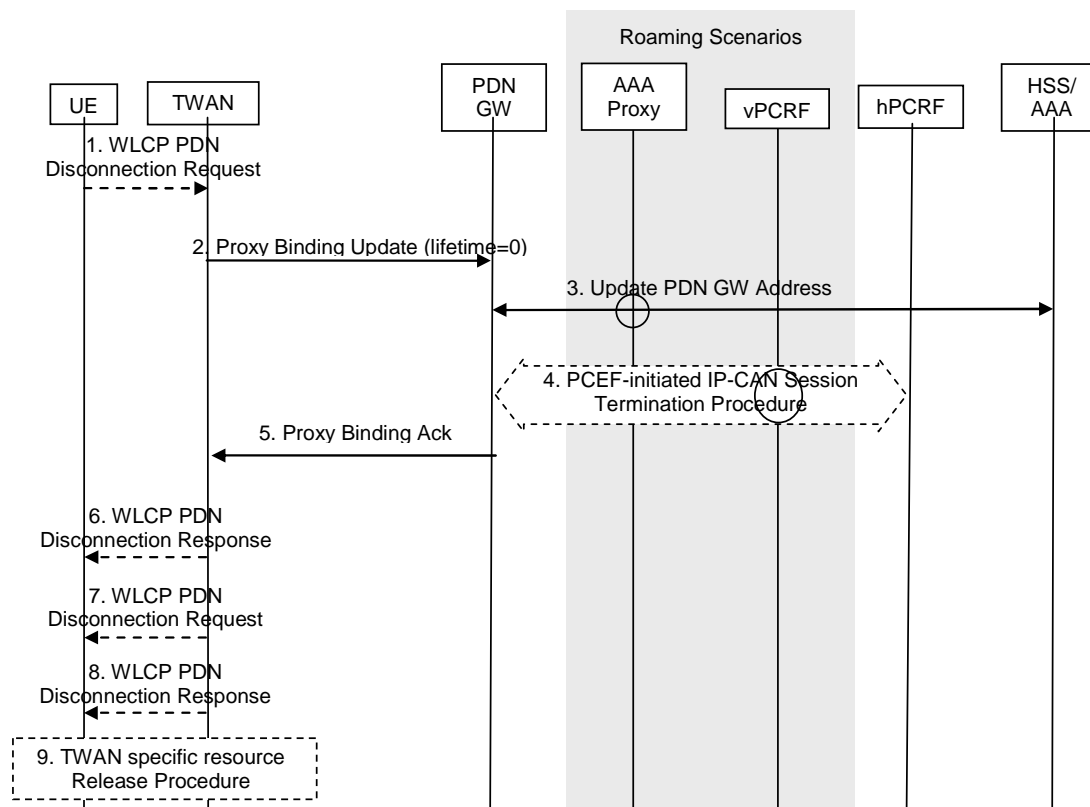 Roaming Scenarios
UE
TWAN
PDN
GW
AAA
Proxy
vPCRF
hPCRF
HSS/
AAA
1. WLCP PDN
Disconnection Request
2. Proxy Binding Update (lifetime=0)
3. Update PDN GW Address
4. PCEF-initiated IP-CAN Session
Termination Procedure
5. Proxy Binding Ack
6. WLCP PDN
Disconnection Response
7. WLCP PDN
Disconnection Request
8. WLCP PDN
Disconnection Response
9. TWAN specific resource
Release Procedure